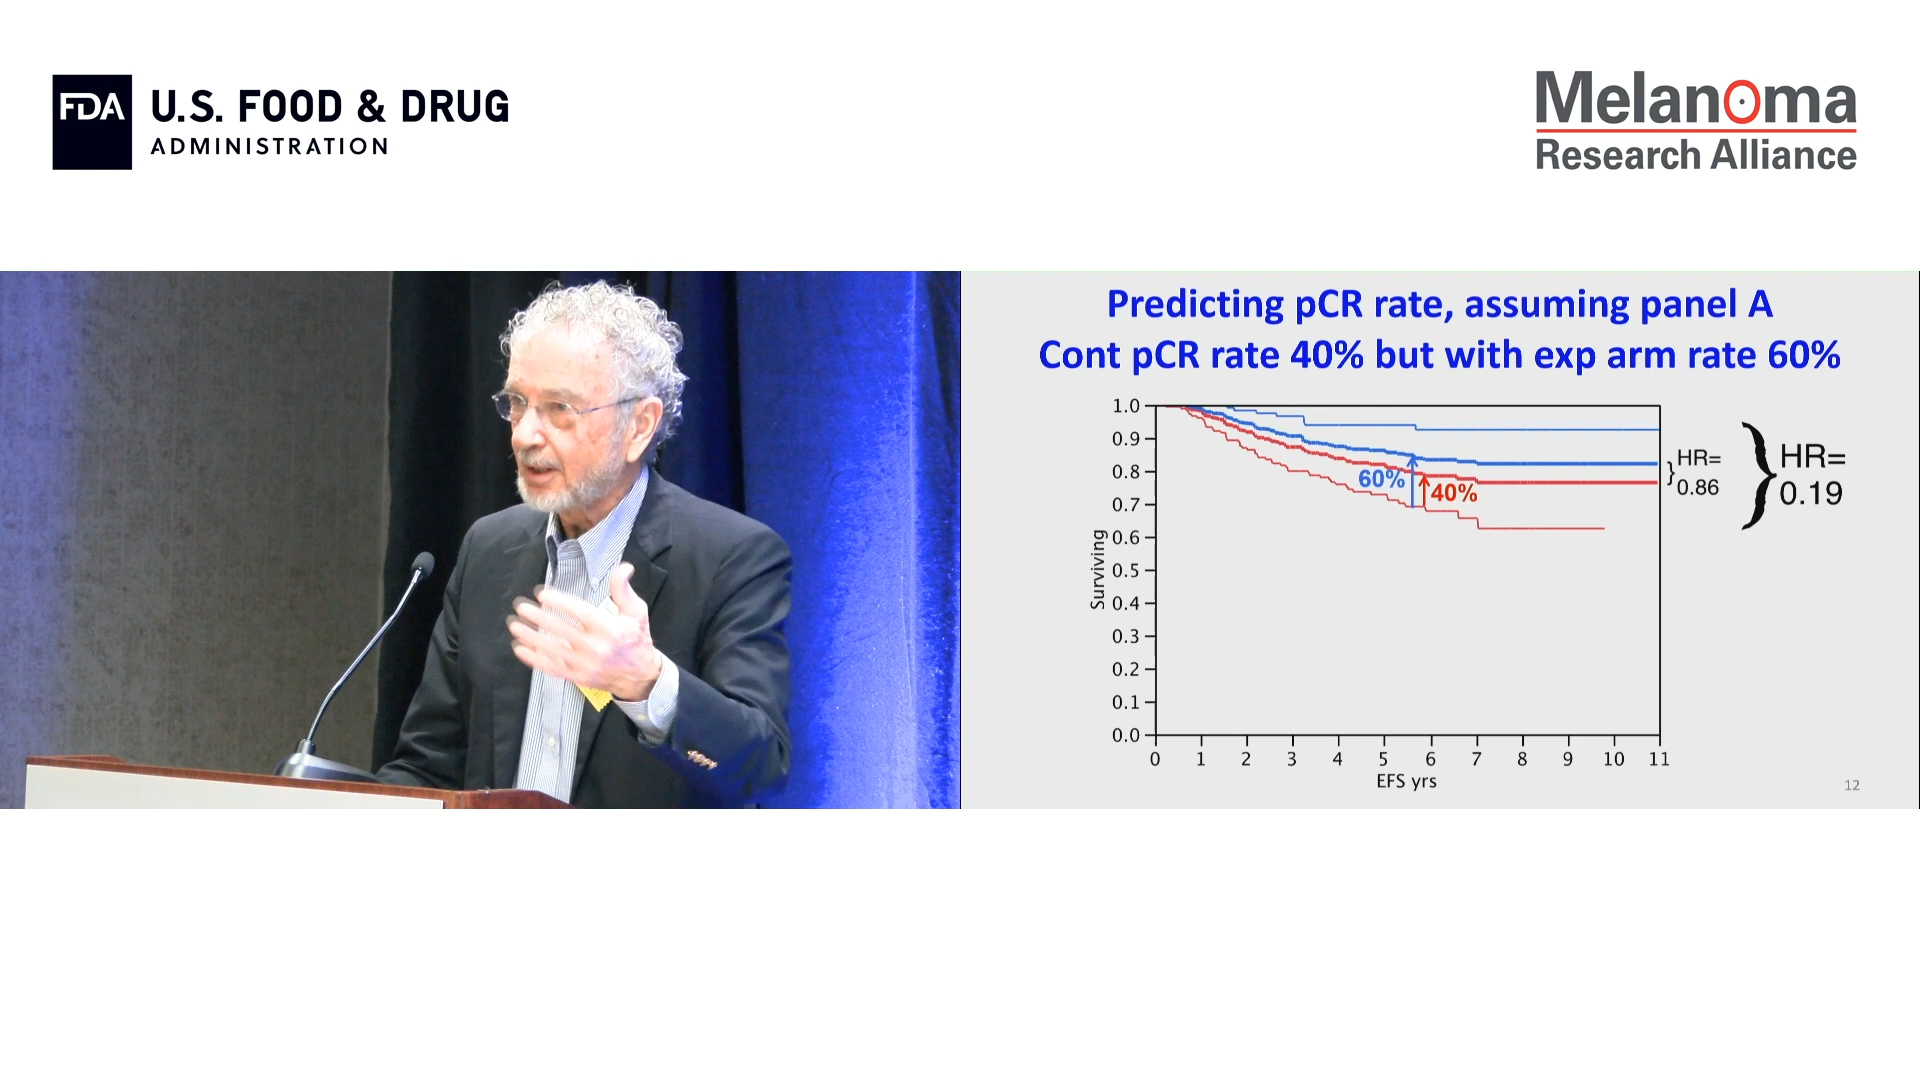 FDA U.S. FOOD & DRUG
ADMINISTRATION
Melanoma
Research Alliance
Predicting pCR rate, assuming panel A
Cont pCR rate 40% but with exp arm rate 60%
1.0
0.9
0.8
0.7
0.6
0.5
0.4
0.3
0.2
0.1
0.0
Surviving
60%
40%
HR=
0.86
HR=
0.19
0 1 2 3 4 5 6 7 8 9 10 11
EFS yrs
12